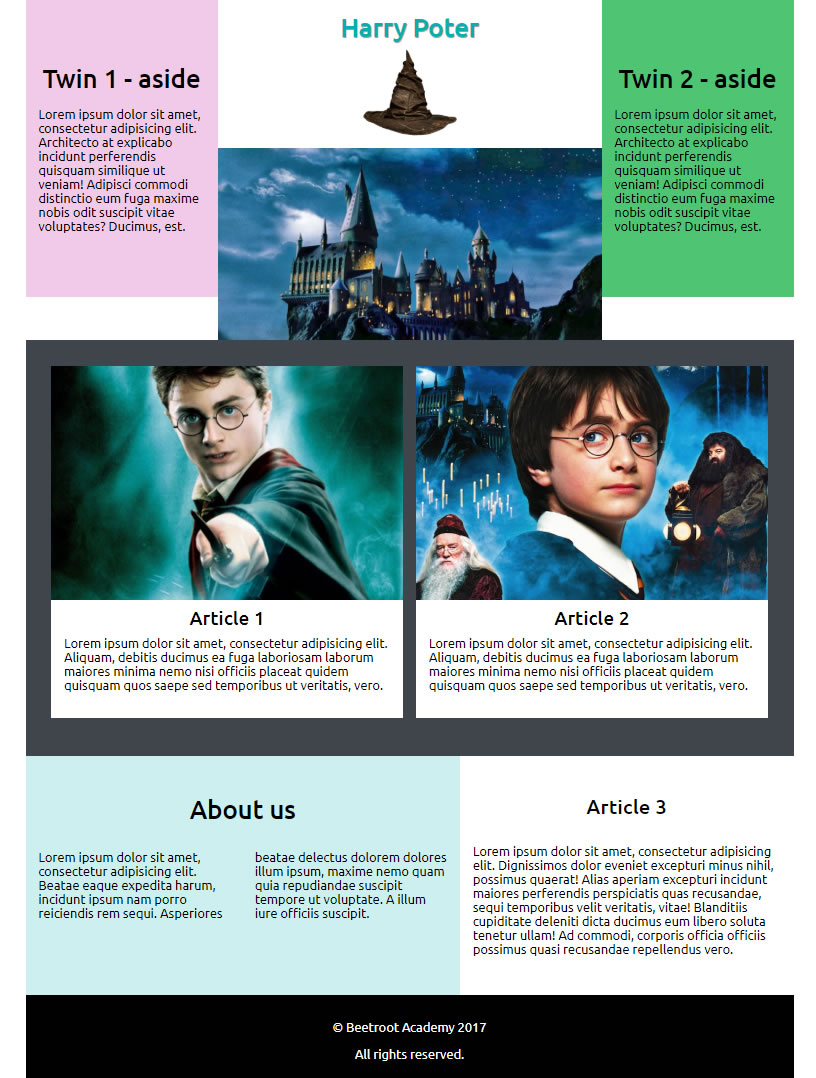 Harry Poter
Twin 1 - aside
Lorem ipsum dolor sit amet,
consectetur adipisicing elit.
Architecto at explicabo
incidunt perferendis
quisquam similique ut
veniam! Adipisci commodi
distinctio eum fuga maxime
nobis odit suscipit vitae
voluptates? Ducimus, est.
Twin 2 - aside
Lorem ipsum dolor sit amet,
consectetur adipisicing elit.
Architecto at explicabo
incidunt perferendis
quisquam similique ut
veniam! Adipisci commodi
distinctio eum fuga maxime
nobis odit suscipit vitae
voluptates? Ducimus, est.
Article 1
Lorem ipsum dolor sit amet, consectetur adipisicing elit.
Aliquam, debitis ducimus ea fuga laboriosam laborum
maiores minima nemo nisi officiis placeat quidem
quisquam quos saepe sed temporibus ut veritatis, vero.
Article 2
Lorem ipsum dolor sit amet, consectetur adipisicing elit.
Aliquam, debitis ducimus ea fuga laboriosam laborum
maiores minima nemo nisi officiis placeat quidem
quisquam quos saepe sed temporibus ut veritatis, vero.
About us
Lorem ipsum dolor sit amet,
consectetur adipisicing elit.
Beatae eaque expedita harum,
incidunt ipsum nam porro
reiciendis rem sequi. Asperiores
beatae delectus dolorem dolores
illum ipsum, maxime nemo quam
quia repudiandae suscipit
tempore ut voluptate. A illum
iure officiis suscipit.
Article 3
Lorem ipsum dolor sit amet, consectetur adipisicing
elit. Dignissimos dolor eveniet excepturi minus nihil,
possimus quaerat! Alias aperiam excepturi incidunt
maiores perferendis perspiciatis quas recusandae,
sequi temporibus velit veritatis, vitae! Blanditiis
cupiditate deleniti dicta ducimus eum libero soluta
tenetur ullam! Ad commodi, corporis officia officiis
possimus quasi recusandae repellendus vero.
© Beetroot Academy 2017
All rights reserved.